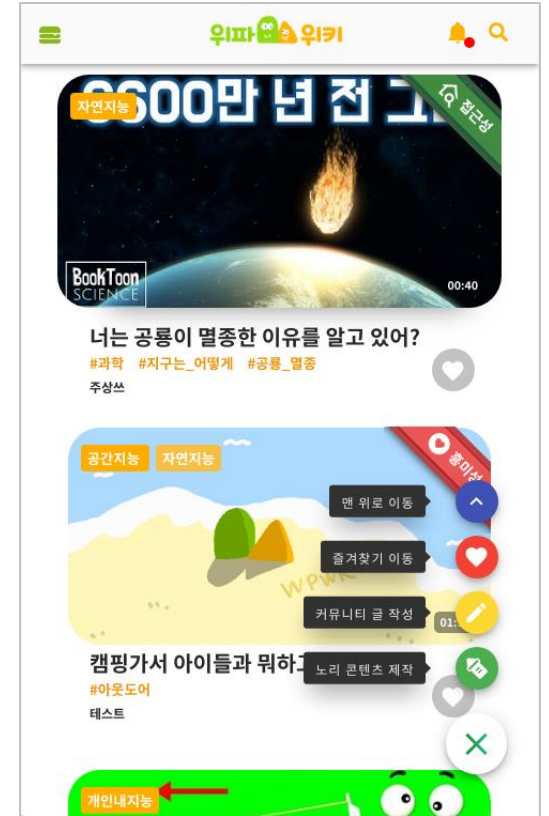 위파위키
6600만 년 전 그
자연지능
접근성
BookToon
SCIENCE
00:40
너는 공룡이 멸종한 이유를 알고 있어?
#과학 #지구는_어떻게 #공룡_멸종
주상쓰
공간지능 자연지능
흥미성
맨 위로 이동
즐겨찾기 이동
WPWK
커뮤니티 글 작성
01:
캠핑가서 아이들과 뭐하고
노리 콘텐츠 제작
#아웃도어
테스트
개인내지능